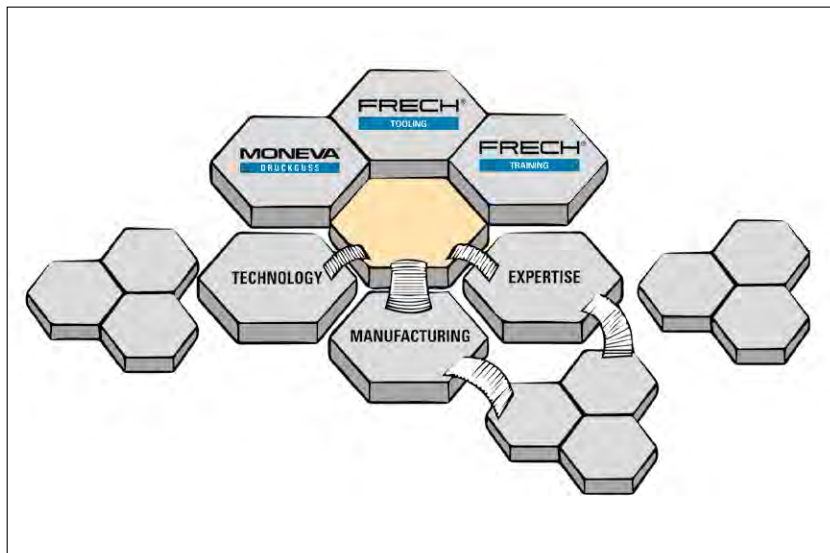 FRECH®
TOOLING
MONEVA®
DRUCKGUSS
FRECH®
TRAINING
TECHNOLOGY
EXPERTISE
MANUFACTURING